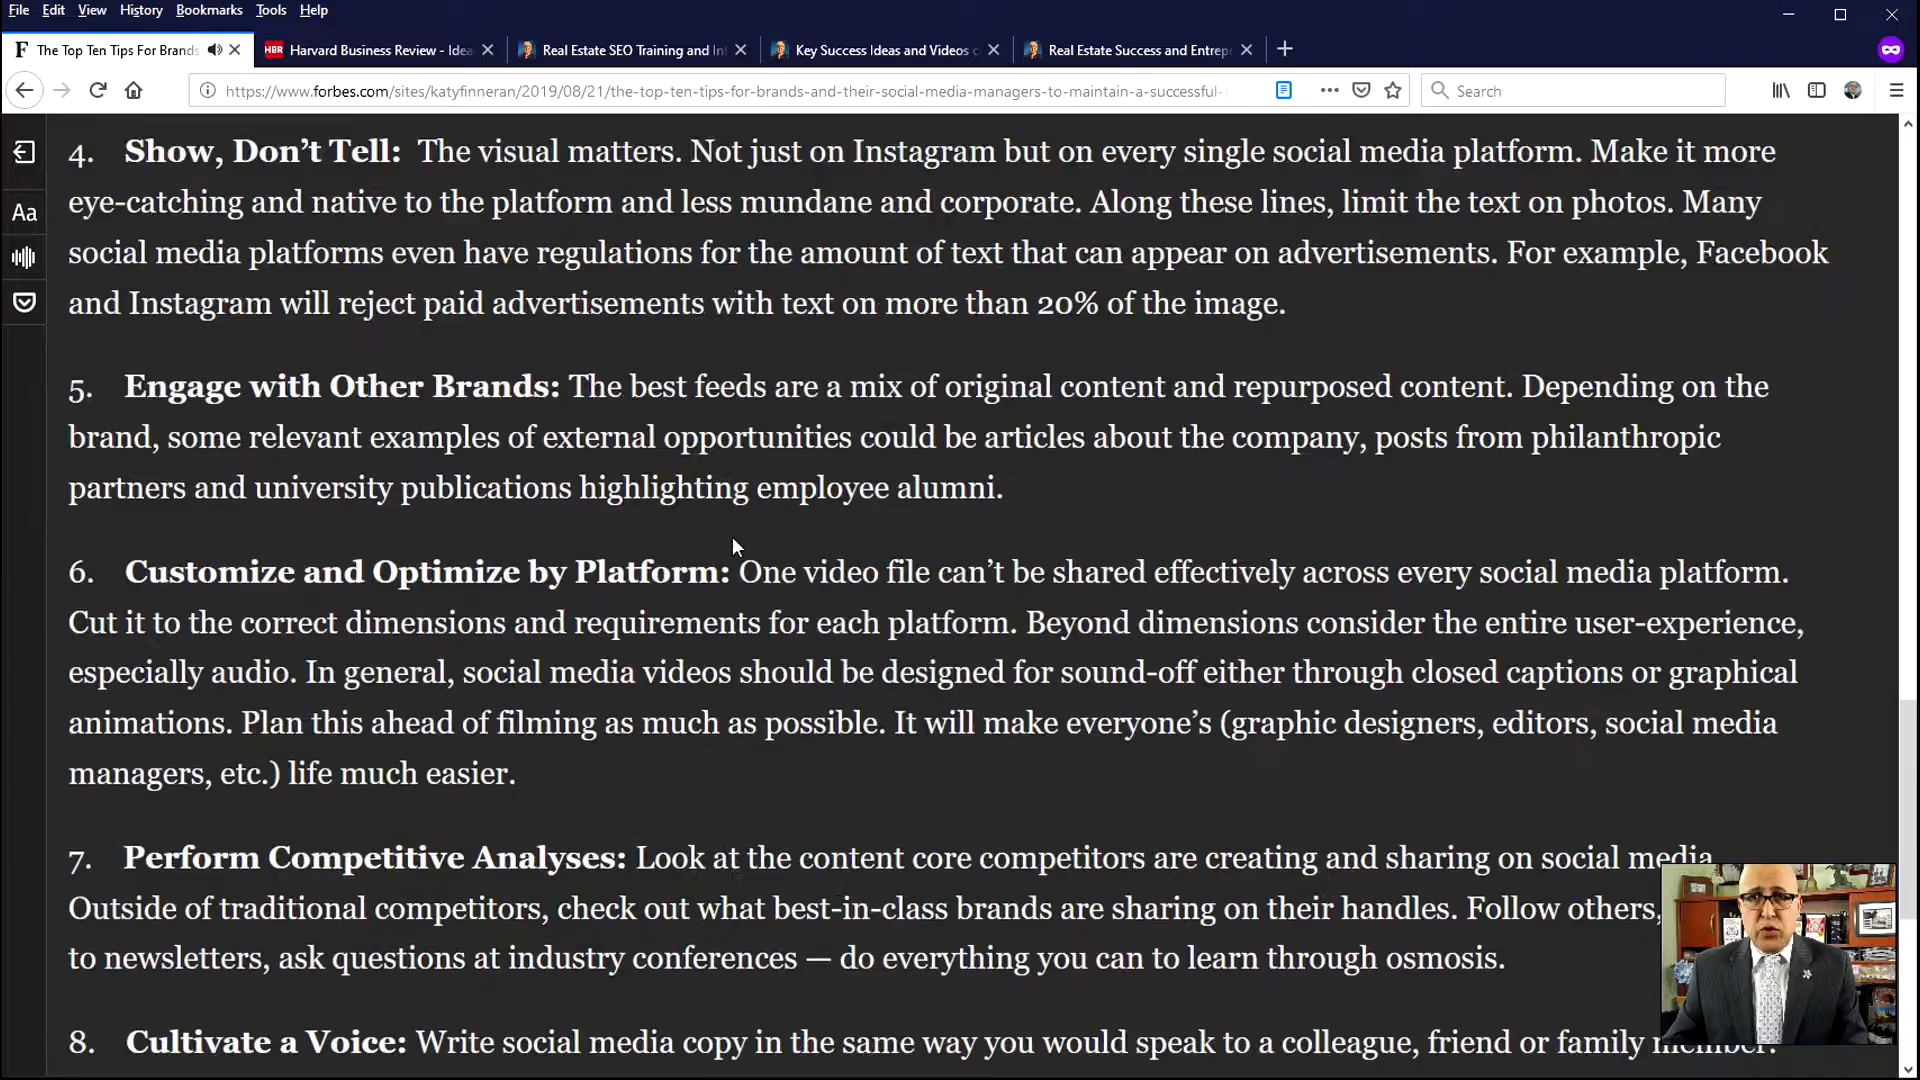 File Edit View History Bookmarks Tools Help
F The Top Ten Tips For Brands
HBR Harvard Business Review - Idea
Real Estate SEO Training and In
Key Success Ideas and Videos
Real Estate Success and Entrep
https://www.forbes.com/sites/katyfinneran/2019/08/21/the-top-ten-tips-for-brands-and-their-social-media-managers-to-maintain-a-successful-s
Search
Aa
4. Show, Don’t Tell: The visual matters. Not just on Instagram but on every single social media platform. Make it more
eye-catching and native to the platform and less mundane and corporate. Along these lines, limit the text on photos. Many
social media platforms even have regulations for the amount of text that can appear on advertisements. For example, Facebook
and Instagram will reject paid advertisements with text on more than 20% of the image.
5. Engage with Other Brands: The best feeds are a mix of original content and repurposed content. Depending on the
brand, some relevant examples of external opportunities could be articles about the company, posts from philanthropic
partners and university publications highlighting employee alumni.
6. Customize and Optimize by Platform: One video file can’t be shared effectively across every social media platform.
Cut it to the correct dimensions and requirements for each platform. Beyond dimensions consider the entire user-experience,
especially audio. In general, social media videos should be designed for sound-off either through closed captions or graphical
animations. Plan this ahead of filming as much as possible. It will make everyone’s (graphic designers, editors, social media
managers, etc.) life much easier.
7. Perform Competitive Analyses: Look at the content core competitors are creating and sharing on social media.
Outside of traditional competitors, check out what best-in-class brands are sharing on their handles. Follow others,
to newsletters, ask questions at industry conferences — do everything you can to learn through osmosis.
8. Cultivate a Voice: Write social media copy in the same way you would speak to a colleague, friend or family member.